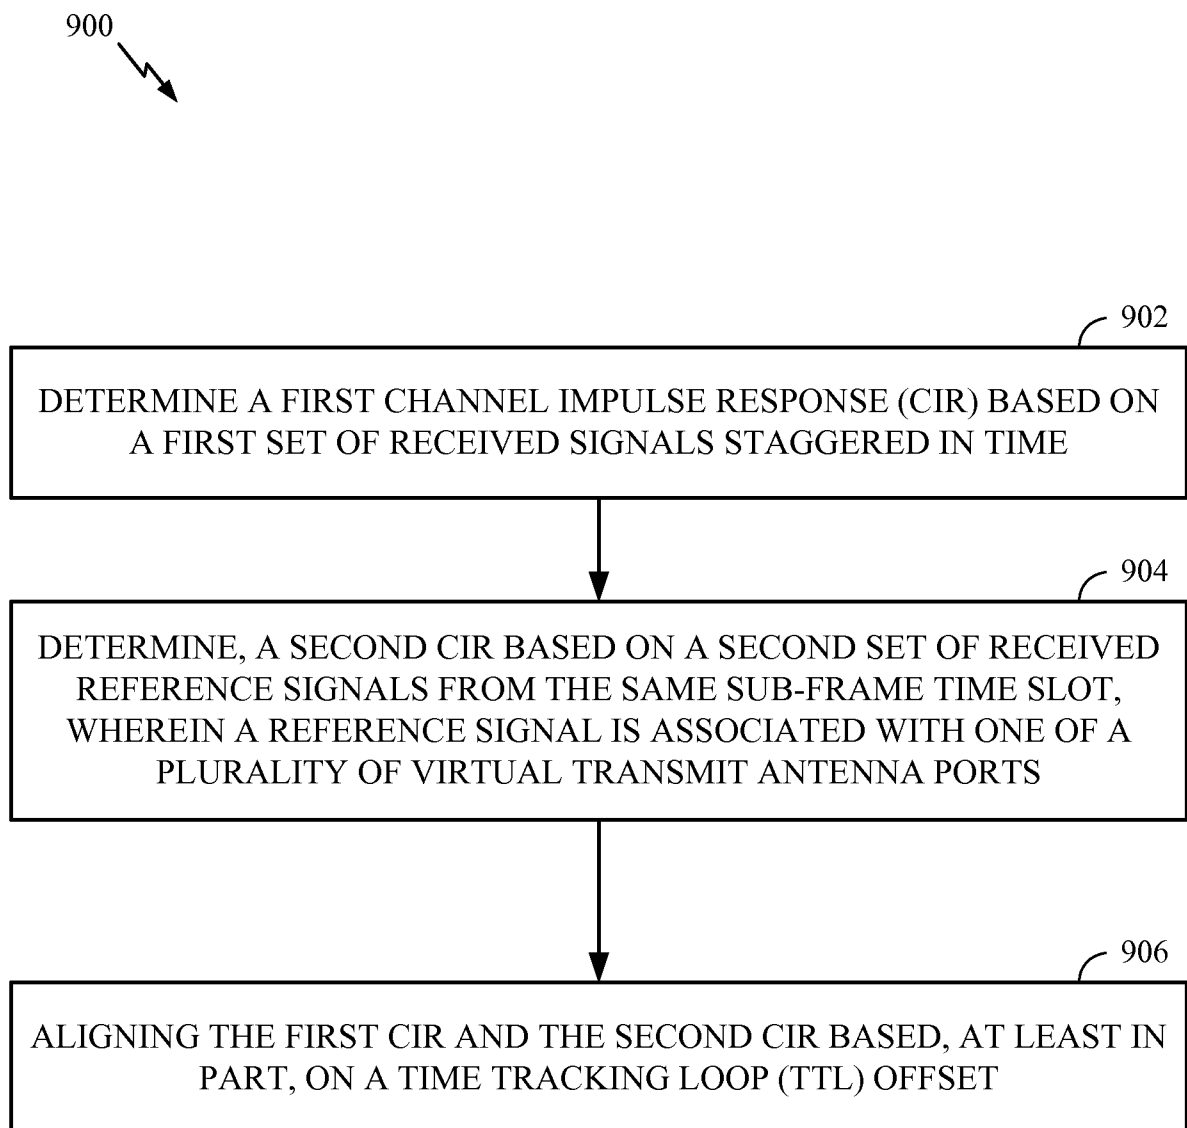 900
902
DETERMINE A FIRST CHANNEL IMPULSE RESPONSE (CIR) BASED ON
A FIRST SET OF RECEIVED SIGNALS STAGGERED IN TIME
904
DETERMINE, A SECOND CIR BASED ON A SECOND SET OF RECEIVED
REFERENCE SIGNALS FROM THE SAME SUB-FRAME TIME SLOT,
WHEREIN A REFERENCE SIGNAL IS ASSOCIATED WITH ONE OF A
PLURALITY OF VIRTUAL TRANSMIT ANTENNA PORTS
906
ALIGNING THE FIRST CIR AND THE SECOND CIR BASED, AT LEAST IN
PART, ON A TIME TRACKING LOOP (TTL) OFFSET